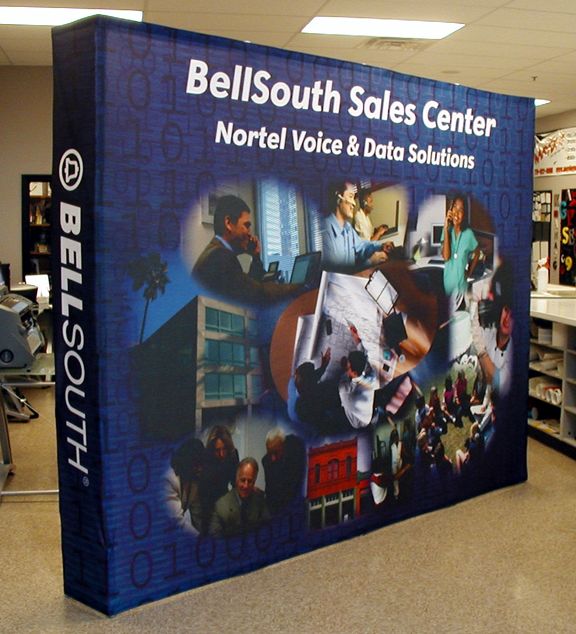 BellSouth Sales Center
Nortel Voice & Data Solutions
BELLSOUTH®